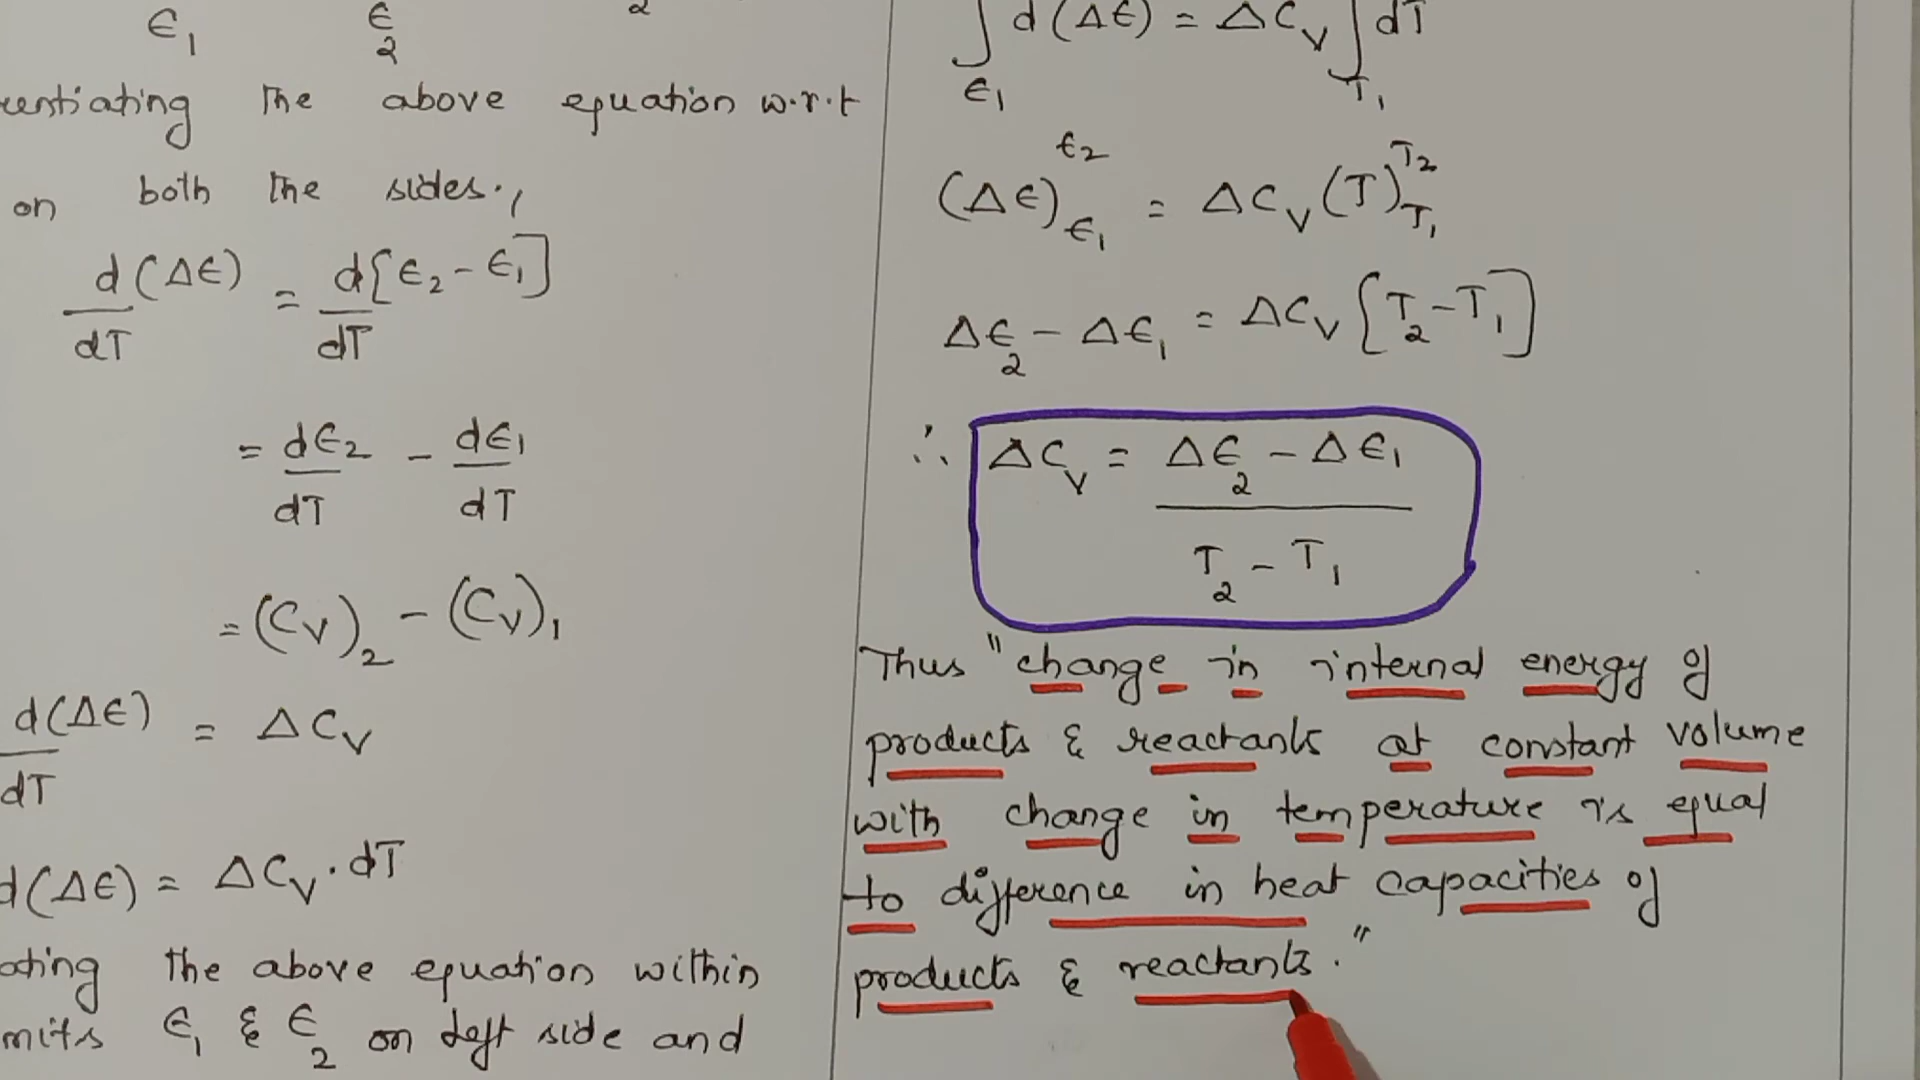 ϵ₁ ϵ₂ ₂
rentiating the above equation w.r.t
on both the sides.,
d(Δϵ)/dT = d[ϵ₂ - ϵ₁]/dT
= dϵ₂/dT - dϵ₁/dT
= (Cv)₂ - (Cv)₁
d(Δϵ)/dT = ΔCv
d(Δϵ) = ΔCv . dT
ating the above equation within
mits ϵ₁ & ϵ₂ on left side and
∫ϵ₁ d(Δϵ) = ΔCv ∫T₁ dT
(Δϵ)ϵ₁^ϵ₂ = ΔCv (T)T₁^T₂
Δϵ₂ - Δϵ₁ = ΔCv [T₂ - T₁]
∴ ΔCv = Δϵ₂ - Δϵ₁ / T₂ - T₁
Thus "change in internal energy of
products & reactants at constant volume
with change in temperature is equal
to difference in heat capacities of
products & reactants."